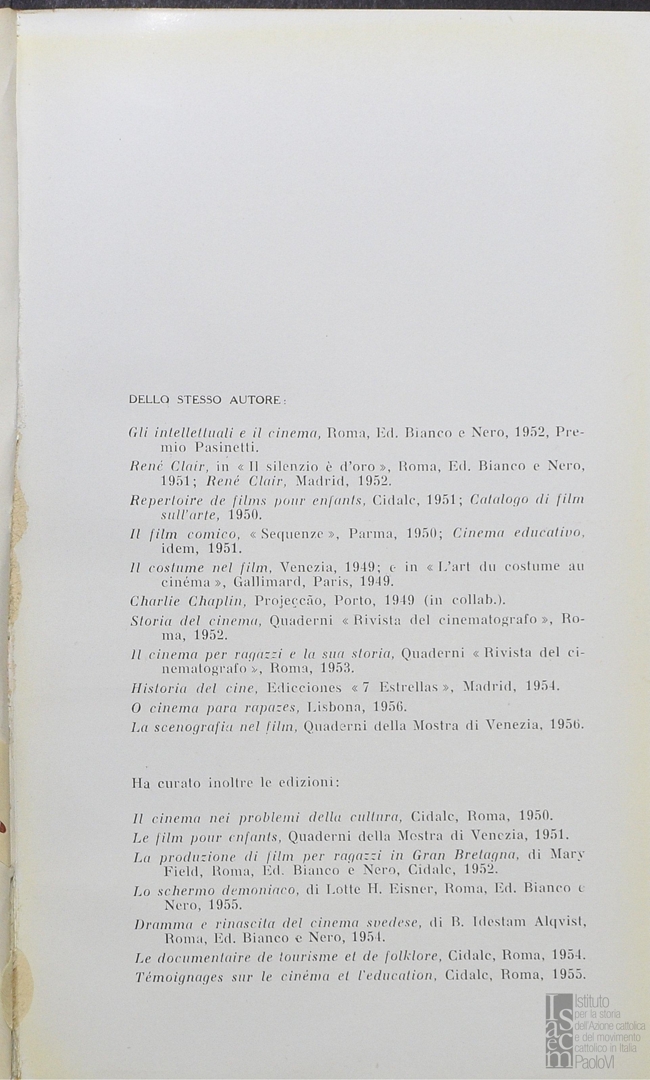 DELLO STESSO AUTORE:
Gli intellettuali e il cinema, Roma, Ed. Bianco e Nero, 1952, Pre-
mio Pasinetti.
René Clair, in « Il silenzio è d'oro », Roma, Ed. Bianco e Nero,
1951; René Clair, Madrid, 1952.
Repertoire de films pour enfants, Cidalc, 1951; Catalogo di film
sull'arte, 1950.
Il film comico, « Sequenze », Parma, 1950; Cinema educativo,
idem, 1951.
Il costume nel film, Venezia, 1949; e in « L'art du costume au
cinéma », Gallimard, Paris, 1949.
Charlie Chaplin, Projecção, Porto, 1949 (in collab.).
Storia del cinema, Quaderni « Rivista del cinematografo », Ro-
ma, 1952.
Il cinema per ragazzi e la sua storia, Quaderni « Rivista del ci-
nematografo », Roma, 1953.
Historia del cine, Edicciones « 7 Estrellas », Madrid, 1954.
O cinema para rapazes, Lisbona, 1956.
La scenografia nel film, Quaderni della Mostra di Venezia, 1956.
Ha curato inoltre le edizioni:
Il cinema nei problemi della cultura, Cidalc, Roma, 1950.
Le film pour enfants, Quaderni della Mostra di Venezia, 1951.
La produzione di film per ragazzi in Gran Bretagna, di Mary
Field, Roma, Ed. Bianco e Nero, Cidalc, 1952.
Lo schermo demoniaco, di Lotte H. Eisner, Roma, Ed. Bianco e
Nero, 1955.
Dramma e rinascita del cinema svedese, di B. Idestam Alqvist,
Roma, Ed. Bianco e Nero, 1954.
Le documentaire de tourisme et de folklore, Cidalc, Roma, 1954.
Témoignages sur le cinéma et l'education, Cidalc, Roma, 1955.
Isacem
Istituto
per la storia
dell'Azione cattolica
e del movimento
cattolico in Italia
PaoloVI